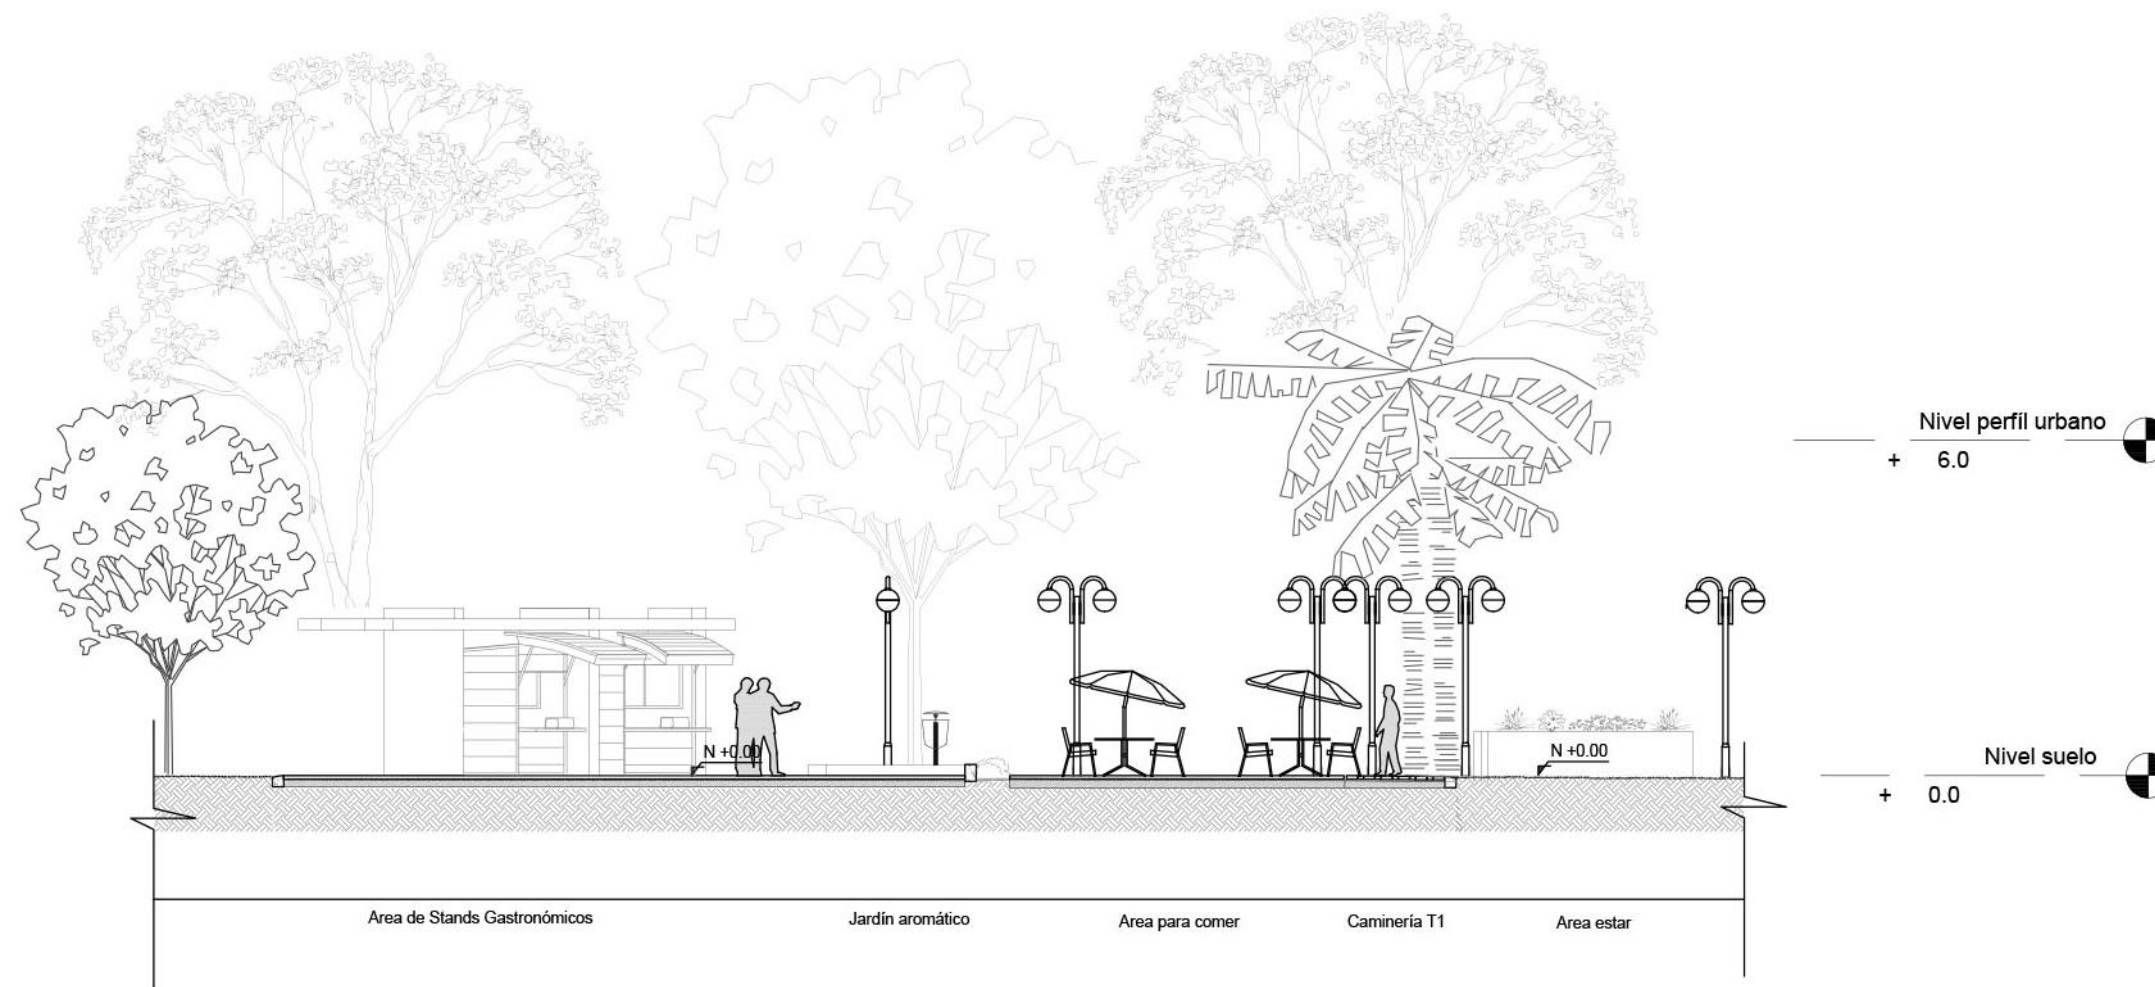 Nivel perfíl urbano
+ 6.0
N +0.00
N +0.00
Nivel suelo
+ 0.0
Area de Stands Gastronómicos
Jardín aromático
Area para comer
Caminería T1
Area estar